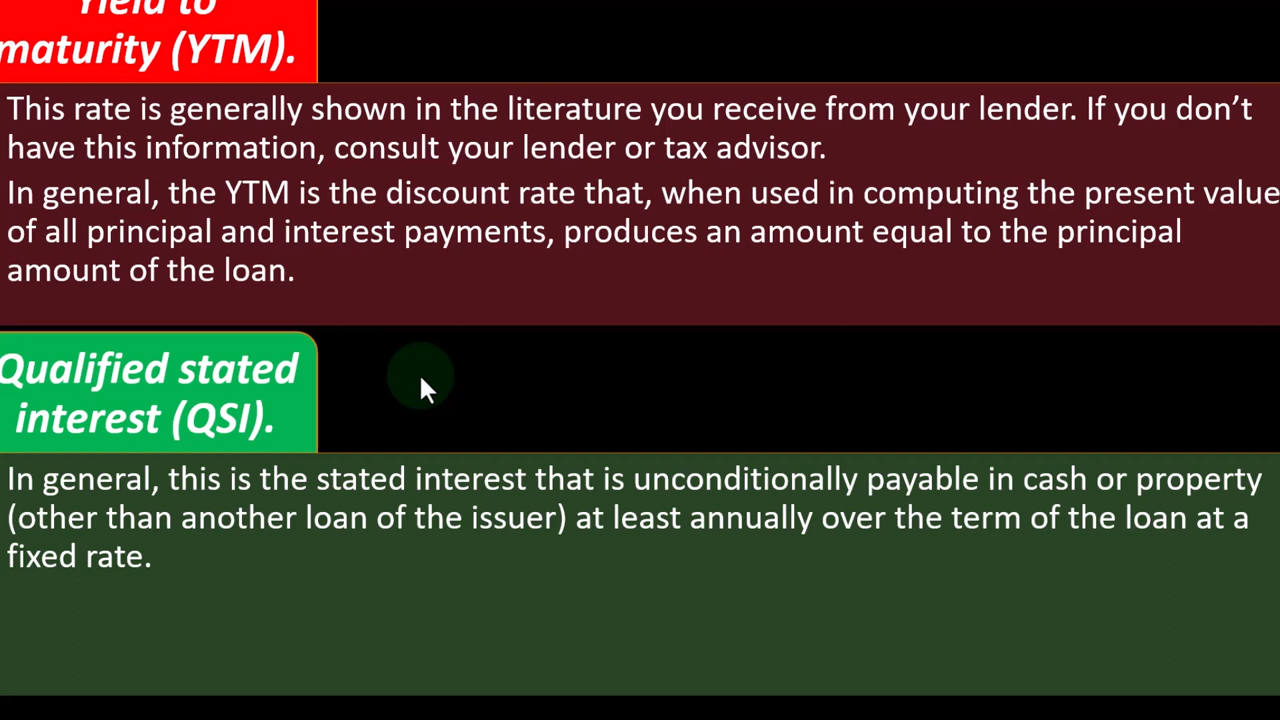 Yield to
maturity (YTM).
This rate is generally shown in the literature you receive from your lender. If you don’t
have this information, consult your lender or tax advisor.
In general, the YTM is the discount rate that, when used in computing the present value
of all principal and interest payments, produces an amount equal to the principal
amount of the loan.
Qualified stated
interest (QSI).
In general, this is the stated interest that is unconditionally payable in cash or property
(other than another loan of the issuer) at least annually over the term of the loan at a
fixed rate.